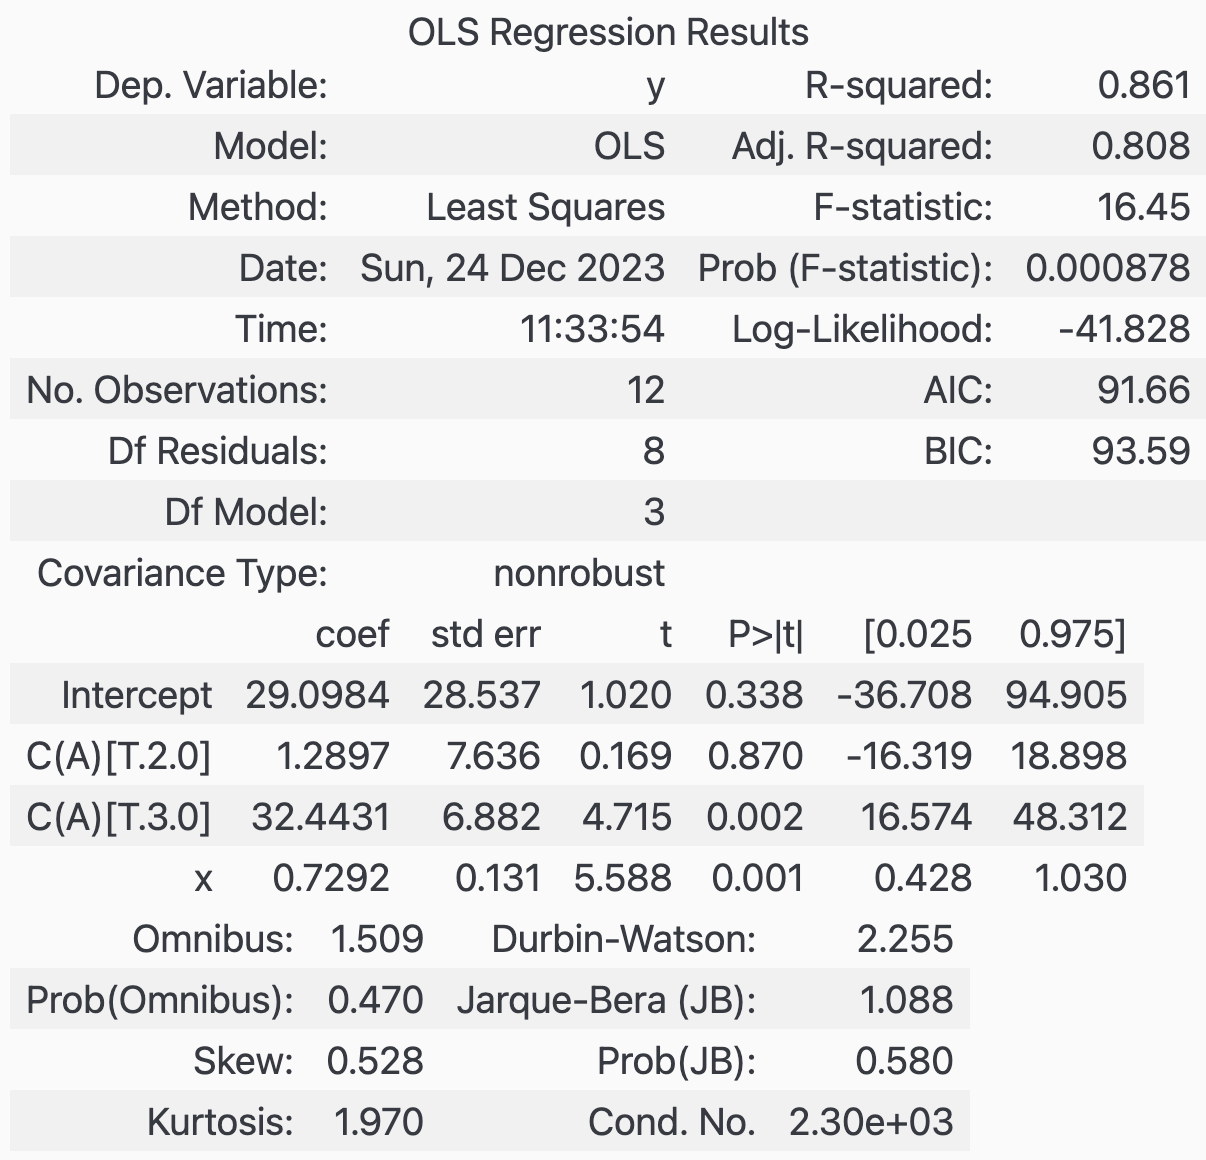 OLS Regression Results
Dep. Variable: y R-squared: 0.861
Model: OLS Adj. R-squared: 0.808
Method: Least Squares F-statistic: 16.45
Date: Sun, 24 Dec 2023 Prob (F-statistic): 0.000878
Time: 11:33:54 Log-Likelihood: -41.828
No. Observations: 12 AIC: 91.66
Df Residuals: 8 BIC: 93.59
Df Model: 3
Covariance Type: nonrobust
coef std err t P>|t| [0.025 0.975]
Intercept 29.0984 28.537 1.020 0.338 -36.708 94.905
C(A)[T.2.0] 1.2897 7.636 0.169 0.870 -16.319 18.898
C(A)[T.3.0] 32.4431 6.882 4.715 0.002 16.574 48.312
x 0.7292 0.131 5.588 0.001 0.428 1.030
Omnibus: 1.509 Durbin-Watson: 2.255
Prob(Omnibus): 0.470 Jarque-Bera (JB): 1.088
Skew: 0.528 Prob(JB): 0.580
Kurtosis: 1.970 Cond. No. 2.30e+03